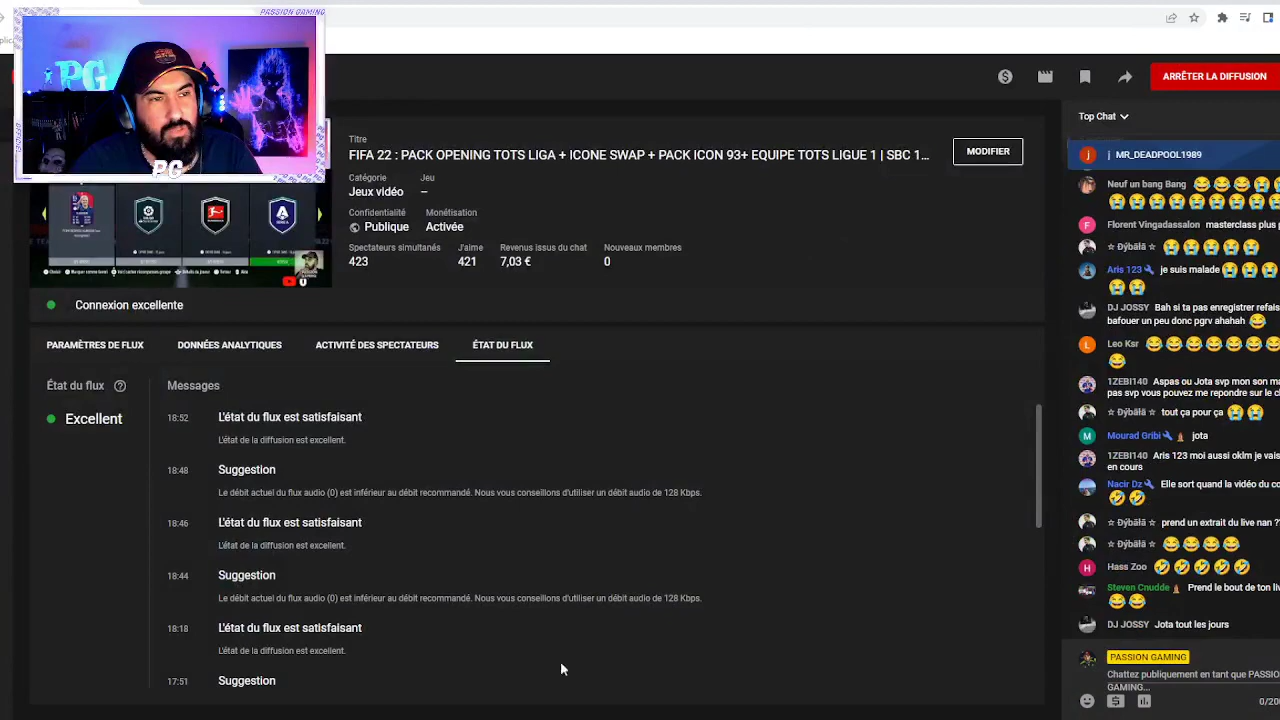 PASSION GAMING
PG
OFFICIEL
PG
ARRÊTER LA DIFFUSION
Titre
FIFA 22 : PACK OPENING TOTS LIGA + ICONE SWAP + PACK ICON 93+ EQUIPE TOTS LIGUE 1 | SBC 1...
MODIFIER
Catégorie Jeu
Jeux vidéo –
Confidentialité Monétisation
Publique Activée
Spectateurs simultanés J'aime Revenus issus du chat Nouveaux membres
423 421 7,03 € 0
Connexion excellente
PARAMÈTRES DE FLUX DONNÉES ANALYTIQUES ACTIVITÉ DES SPECTATEURS ÉTAT DU FLUX
État du flux Messages
Excellent
18:52 L'état du flux est satisfaisant
L'état de la diffusion est excellent.
18:48 Suggestion
Le débit actuel du flux audio (0) est inférieur au débit recommandé. Nous vous conseillons d'utiliser un débit audio de 128 Kbps.
18:46 L'état du flux est satisfaisant
L'état de la diffusion est excellent.
18:44 Suggestion
Le débit actuel du flux audio (0) est inférieur au débit recommandé. Nous vous conseillons d'utiliser un débit audio de 128 Kbps.
18:18 L'état du flux est satisfaisant
L'état de la diffusion est excellent.
17:51 Suggestion
Top Chat
j MR_DEADPOOL1989
Neuf un bang Bang 😂😂😂😭
😭😭😭😭😭😭😭😭
Florent Vingadassalon masterclass plus
☆ Ðýbâłã ☆ 😭😭😭😭😭
Aris 123 je suis malade 😭😭😭
😭😭
DJ JOSSY Bah si ta pas enregistrer refais
bafouer un peu donc pgrv ahahah 😂
Leo Ksr 😂😂😂😂😂😂😂
😂
1ZEBI140 Aspas ou Jota svp mon son
pas svp vous pouvez me repondre sur le
☆ Ðýbâłã ☆ tout ça pour ça 😭😭
Mourad Gribi jota
1ZEBI140 Aris 123 moi aussi oklm je
en cours
Nacir Dz Elle sort quand la vidéo du
🤣🤣
☆ Ðýbâłã ☆ prend un extrait du live nan ??
☆ Ðýbâłã ☆ 😂😂😂😂
Hass Zoo 🤣🤣🤣🤣🤣
Steven Cnudde Prend le bout de ton
😂😂
DJ JOSSY Jota tout les jours
PASSION GAMING
Chattez publiquement en tant que PASSIO
GAMING...
0/20